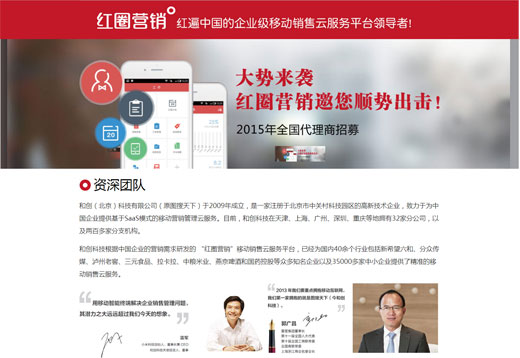 红圈营销 红遍中国的企业级移动销售云服务平台领导者!
大势来袭
红圈营销邀您顺势出击!
2015年全国代理商招募
资深团队
和创（北京）科技有限公司（原图搜天下）于2009年成立，是一家注册于北京市中关村科技园区的高新技术企业，致力于为中
国企业提供基于SaaS模式的移动营销管理云服务。目前，和创科技在天津、上海、广州、深圳、重庆等地拥有32家分公司，以
及两百多家分支机构。
和创科技根据中国企业的营销需求研发的“红圈营销”移动销售云服务平台，已经为国内40余个行业包括新希望六和、分众传
媒、泸州老窖、三元食品、拉卡拉、中粮米业、燕京啤酒和国药控股等众多知名企业以及35000多家中小企业提供了精准的移
动销售云服务。
用移动智能终端解决企业销售管理问题，
其潜力之大远远超过我们今天的想象。
雷军
2013年我们要重点拥抱移动互联网，
我们第一家拥抱的就是图搜天下（今和
创科技）。
郭广昌